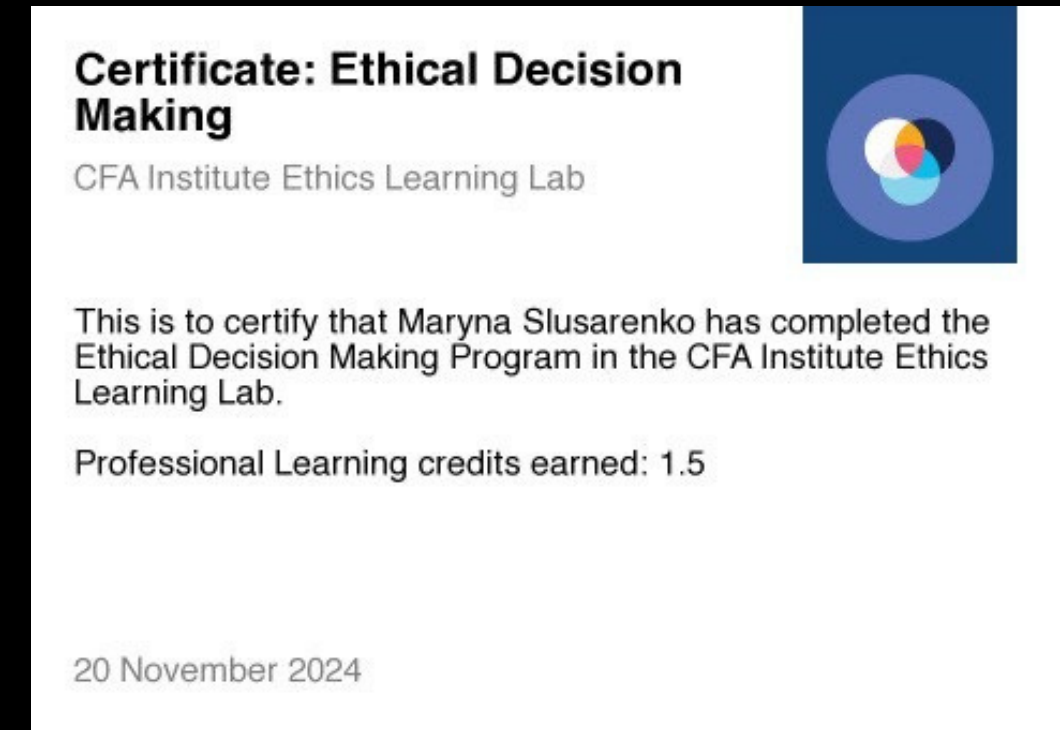 Certificate: Ethical Decision
Making
CFA Institute Ethics Learning Lab
This is to certify that Maryna Slusarenko has completed the
Ethical Decision Making Program in the CFA Institute Ethics
Learning Lab.
Professional Learning credits earned: 1.5
20 November 2024